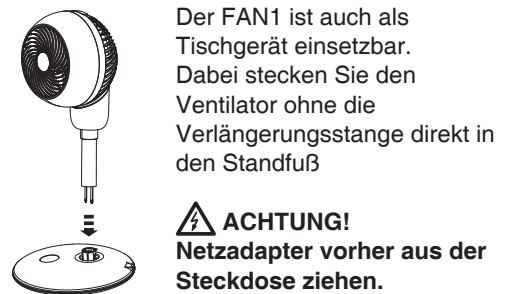 Der FAN1 ist auch als
Tischgerät einsetzbar.
Dabei stecken Sie den
Ventilator ohne die
Verlängerungsstange direkt in
den Standfuß
ACHTUNG!
Netzadapter vorher aus der
Steckdose ziehen.